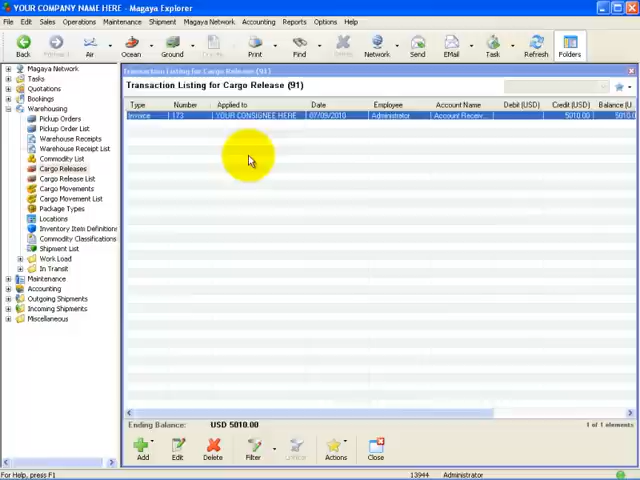 YOUR COMPANY NAME HERE - Magaya Explorer
File Edit Sales Operations Maintenance Shipment Magaya Network Accounting Reports Options Help
Back Air Ocean Ground Print Find Network Send EMail Task Refresh Folders
Magaya Network
Tasks
Quotations
Bookings
Warehousing
Pickup Orders
Pickup Order List
Warehouse Receipts
Warehouse Receipt List
Commodity List
Cargo Releases
Cargo Release List
Cargo Movements
Cargo Movement List
Package Types
Locations
Inventory Item Definitions
Commodity Classifications
Shipment List
Work Load
In Transit
Maintenance
Accounting
Outgoing Shipments
Incoming Shipments
Miscellaneous
Transaction Listing for Cargo Release (91)
Transaction Listing for Cargo Release (91)
Type Number Applied to Date Employee Account Name Debit (USD) Credit (USD) Balance (U
Invoice 173 YOUR CONSIGNEE HERE 07/09/2010 Administrator Account Receiv... 5010.00 5010.0
Ending Balance: USD 5010.00 1 of 1 elements
Add Edit Delete Filter Actions Close
For Help, press F1 13944 Administrator